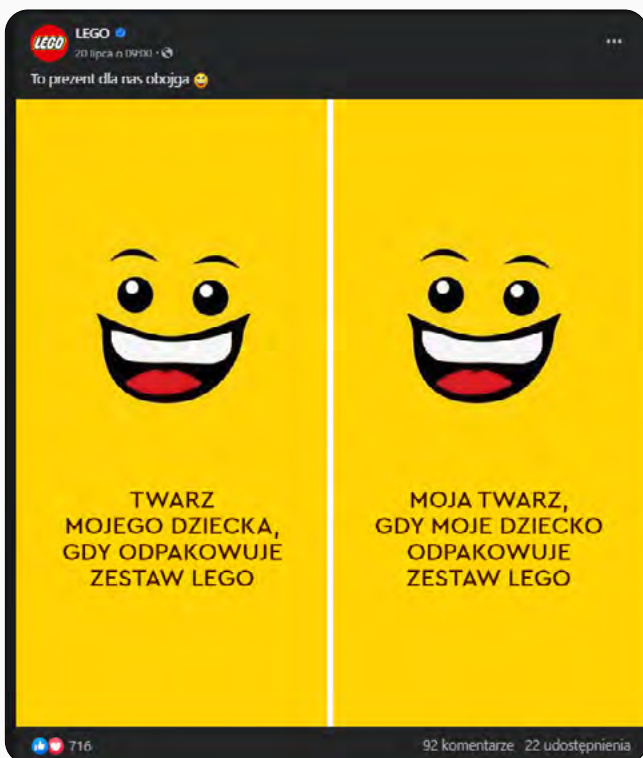 LEGO
LEGO
20 lipca o 09:00
To prezent dla nas obojga
TWARZ
MOJEGO DZIECKA,
GDY ODPAKOWUJE
ZESTAW LEGO
MOJA TWARZ,
GDY MOJE DZIECKO
ODPAKOWUJE
ZESTAW LEGO
716
92 komentarze 22 udostępnienia